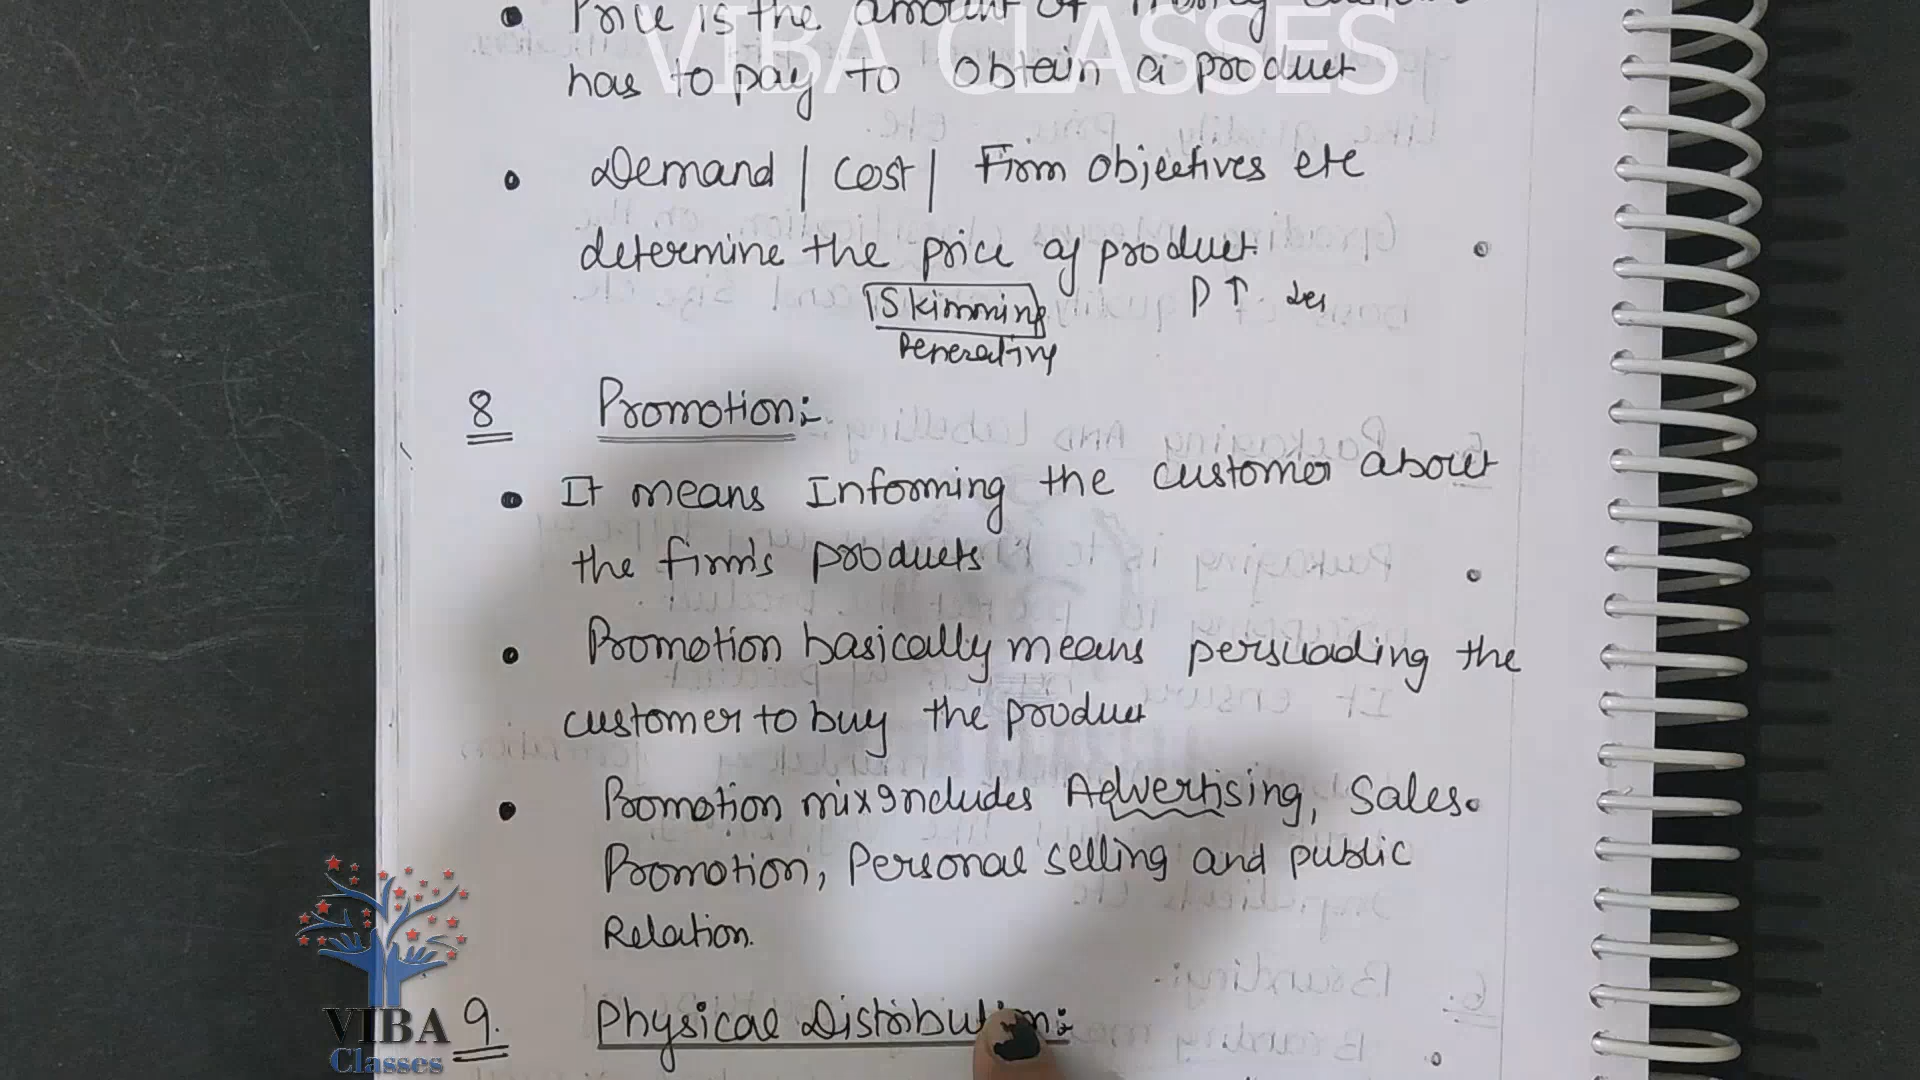 • Price is the amount of money
VIBA CLASSES
has to pay to obtain a product
• Demand | Cost | Firm objectives etc
determine the price of product.
Skimming P↑
8 Promotion:-
• It means Informing the customer about
the firm's products
• Promotion basically means persuading the
customer to buy the product
• Promotion mix includes Advertising, Sales
Promotion, Personal selling and public
Relation.
9. Physical Distribution:-
VIBA
Classes